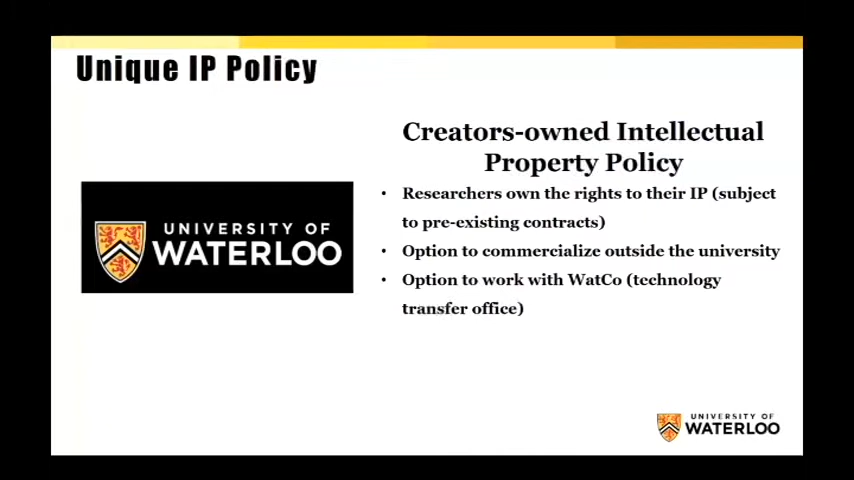 Unique IP Policy
Creators-owned Intellectual
Property Policy
• Researchers own the rights to their IP (subject
to pre-existing contracts)
• Option to commercialize outside the university
• Option to work with WatCo (technology
transfer office)
UNIVERSITY OF
WATERLOO
UNIVERSITY OF
WATERLOO